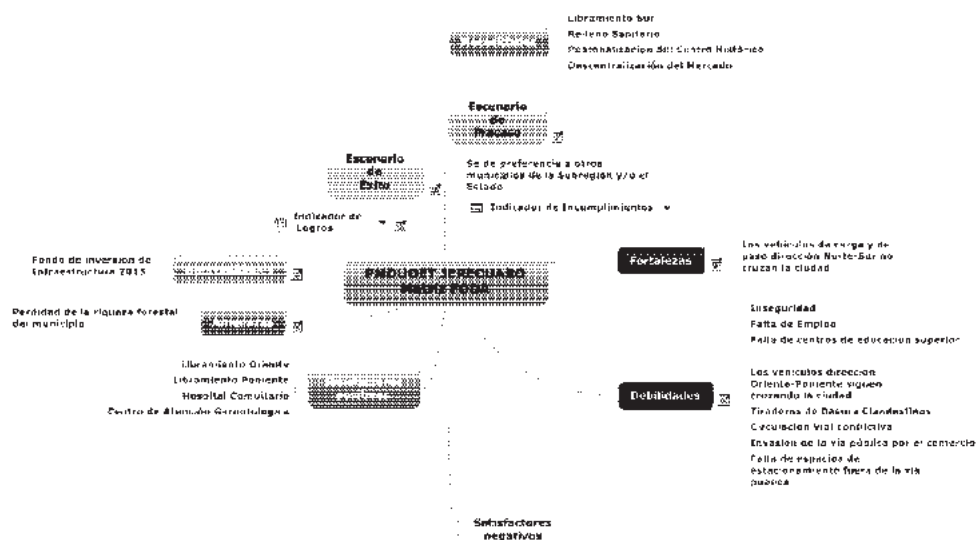 Libramiento Sur
Relleno Sanitario
Peatonalización del Centro Histórico
Descentralización del Mercado
Escenario
de
Fracaso
Escenario
de
Éxito
Se de preferencia a otros
municipios de la Subregión y/o el
Estado
Indicador de Incumplimientos
Indicador de
Logros
Fondo de Inversión de
Infraestructura 2015
JERECUARO
Matriz FODA
Fortalezas
Los vehículos de carga y de
paso dirección Norte-Sur no
cruzan la ciudad
Perdidad de la riqueza forestal
del municipio
Inseguridad
Falta de Empleo
Falta de centros de educación superior
Libramiento Oriente
Libramiento Poniente
Hospital Comunitario
Centro de Atención Gerontologica
Debilidades
Los vehículos dirección
Oriente-Poniente siguen
cruzando la ciudad
Tiraderos de Basura Clandestinos
Circulación Vial conflictiva
Invasión de la vía pública por el comercio
Falta de espacios de
estacionamiento fuera de la vía
pública
Satisfactores
negativos